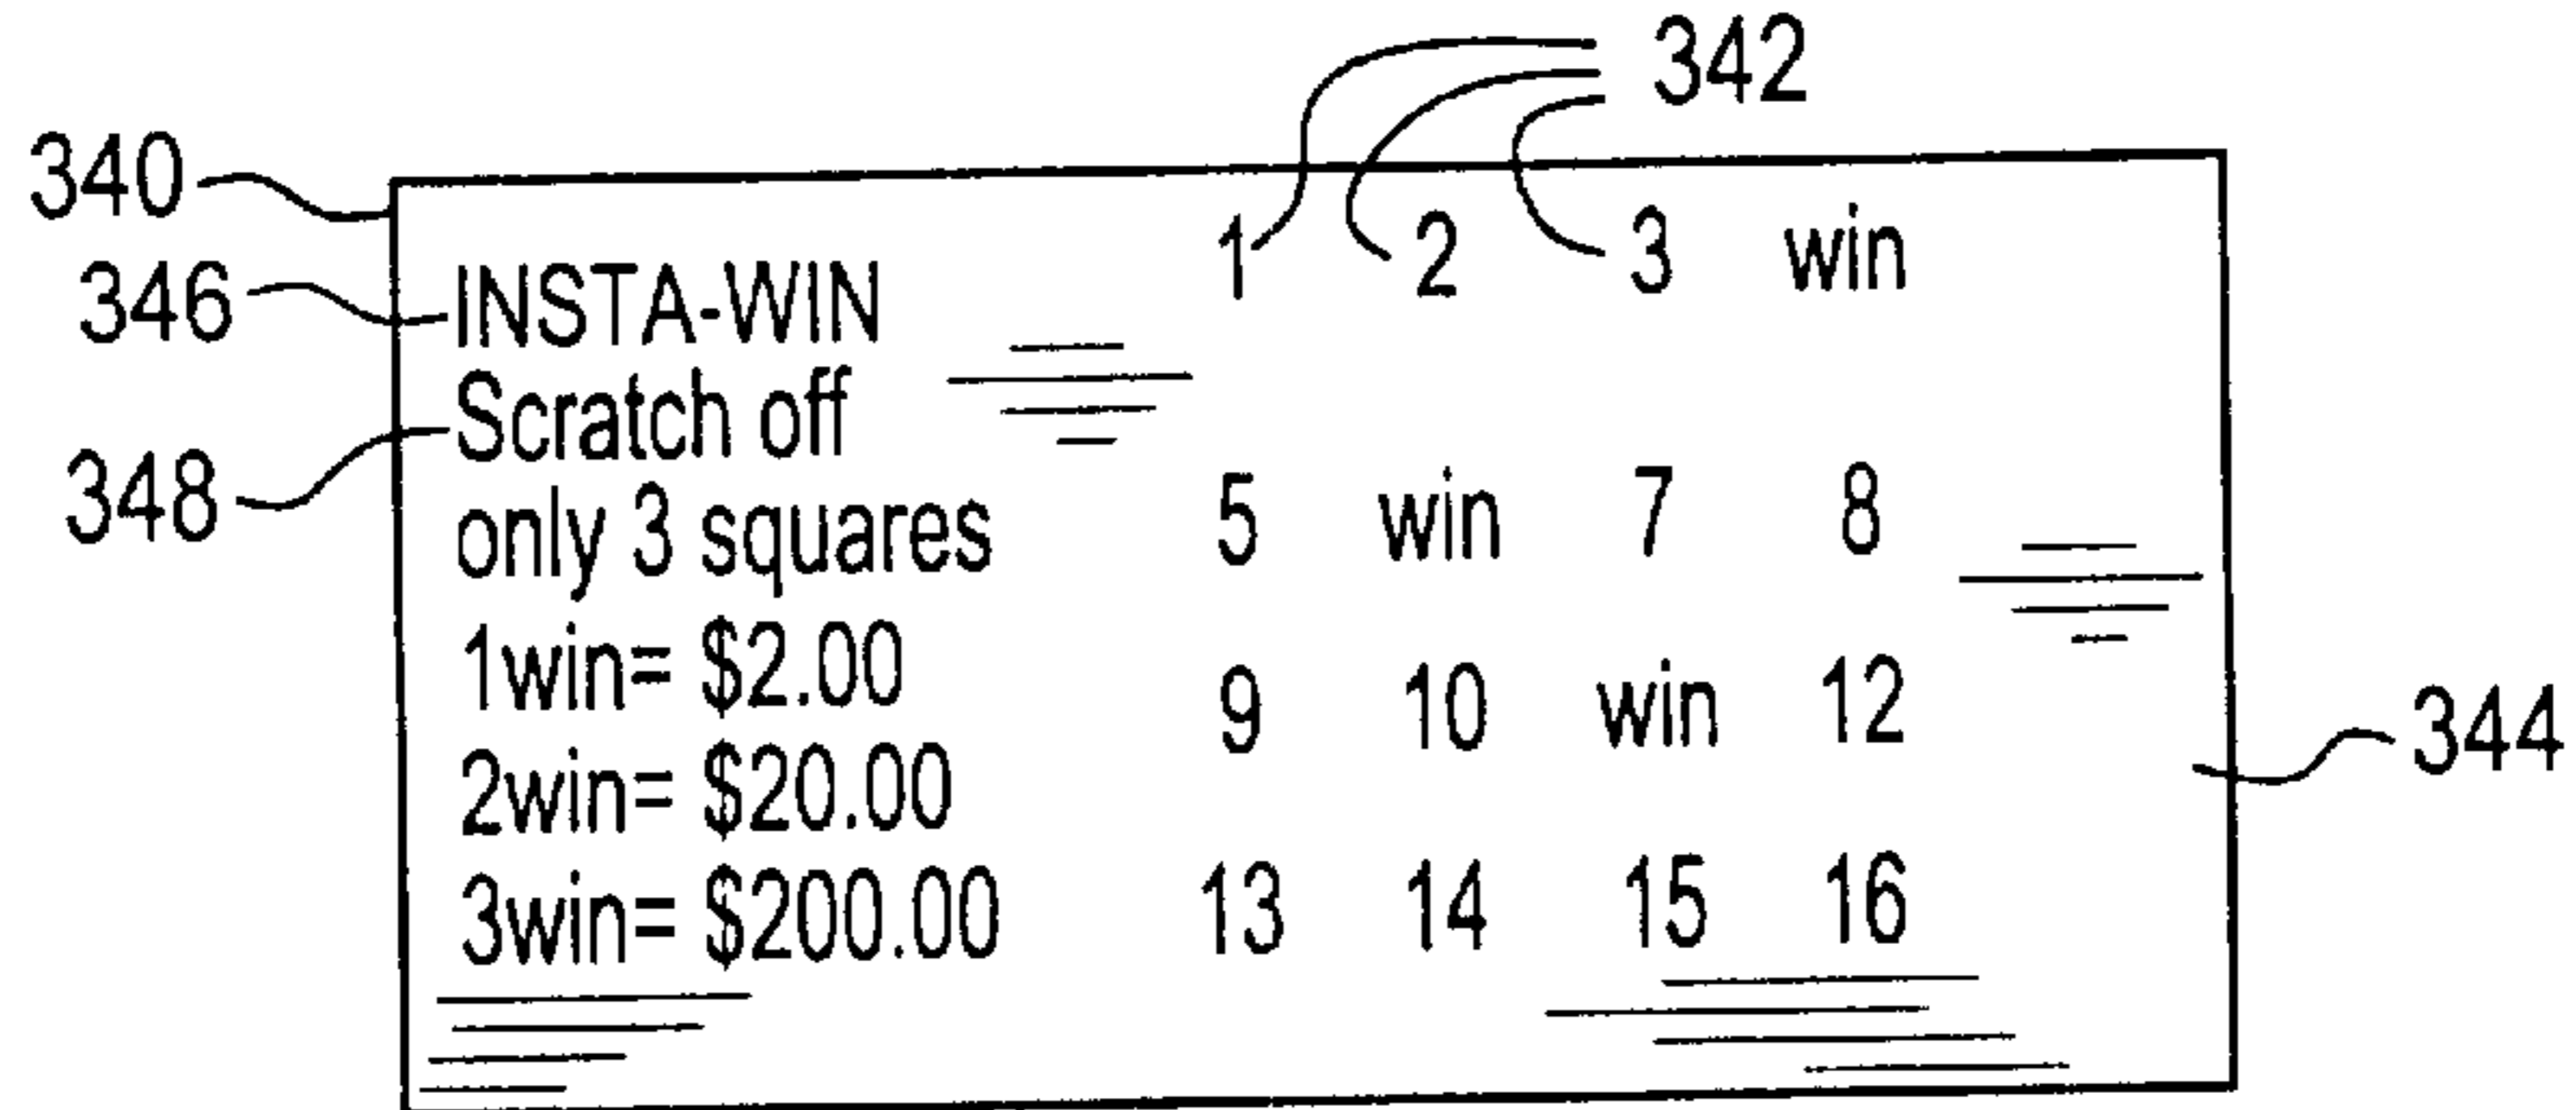 342
340
1 2 3 win
346
INSTA-WIN
Scratch off
348
only 3 squares
5 win 7 8
1win= $2.00
9 10 win 12
344
2win= $20.00
3win= $200.00
13 14 15 16